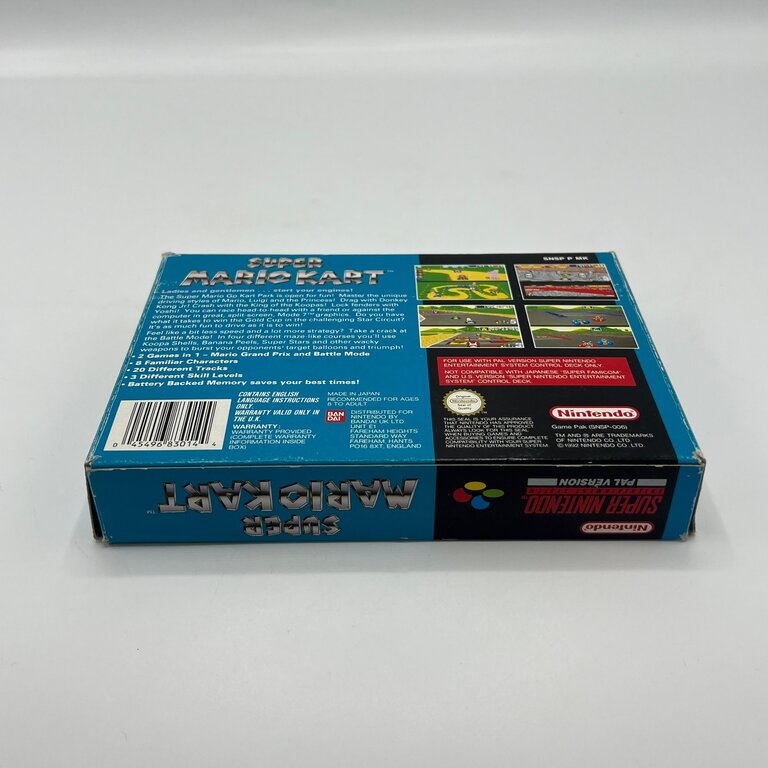 SUPER
MARIO KART™
SNSP P MK
Ladies and gentlemen . . . start your engines!
The Super Mario Go Kart Park is open for fun! Master the unique
driving styles of Mario, Luigi and the Princess! Drag with Donkey
Kong Jr! Crash with the King of the Koopas! Lock fenders with
Yoshi! You can race head-to-head with a friend or against the
computer in great, split-screen, Mode 7™ graphics. Do you have
what it takes to win the Gold Cup in the challenging Star Circuit?
It's as much fun to drive as it is to win!
Feel like a bit less speed and a lot more strategy? Take a crack at
the Battle Mode! In four different maze like courses you'll use
Koopa Shells, Banana Peels, Super Stars and other wacky
weapons to burst your opponents' target balloons and triumph!
• 2 Games in 1 – Mario Grand Prix and Battle Mode
• 8 Familiar Characters
• 20 Different Tracks
• 3 Different Skill Levels
• Battery Backed Memory saves your best times!
FOR USE WITH PAL VERSION SUPER NINTENDO
ENTERTAINMENT SYSTEM CONTROL DECK ONLY.
NOT COMPATIBLE WITH JAPANESE "SUPER FAMICOM"
AND U.S. VERSION "SUPER NINTENDO ENTERTAINMENT
SYSTEM" CONTROL DECK.
0 45496 83014 4
CONTAINS ENGLISH
LANGUAGE INSTRUCTIONS
ONLY
WARRANTY VALID ONLY IN
THE U.K.
WARRANTY:
WARRANTY PROVIDED
(COMPLETE WARRANTY
INFORMATION INSIDE
BOX)
MADE IN JAPAN
RECOMMENDED FOR AGES
6 TO ADULT
BAN
DAI
DISTRIBUTED FOR
NINTENDO BY
BANDAI UK LTD
UNIT E1
FAREHAM HEIGHTS
STANDARD WAY
FAREHAM, HANTS
PO16 8XT, ENGLAND
Original
Nintendo
Seal of
Quality
THIS SEAL IS YOUR ASSURANCE
THAT NINTENDO HAS APPROVED
THE QUALITY OF THIS PRODUCT.
ALWAYS LOOK FOR THIS SEAL
WHEN BUYING GAMES AND
ACCESSORIES TO ENSURE COMPLETE
COMPATIBILITY WITH YOUR SUPER
NINTENDO ENTERTAINMENT SYSTEM.
Nintendo
Game Pak (SNSP-006)
TM AND ® ARE TRADEMARKS
OF NINTENDO CO., LTD.
© 1992 NINTENDO CO., LTD.
SUPER
MARIO KART™
Nintendo
SUPER NINTENDO™
ENTERTAINMENT SYSTEM
PAL VERSION